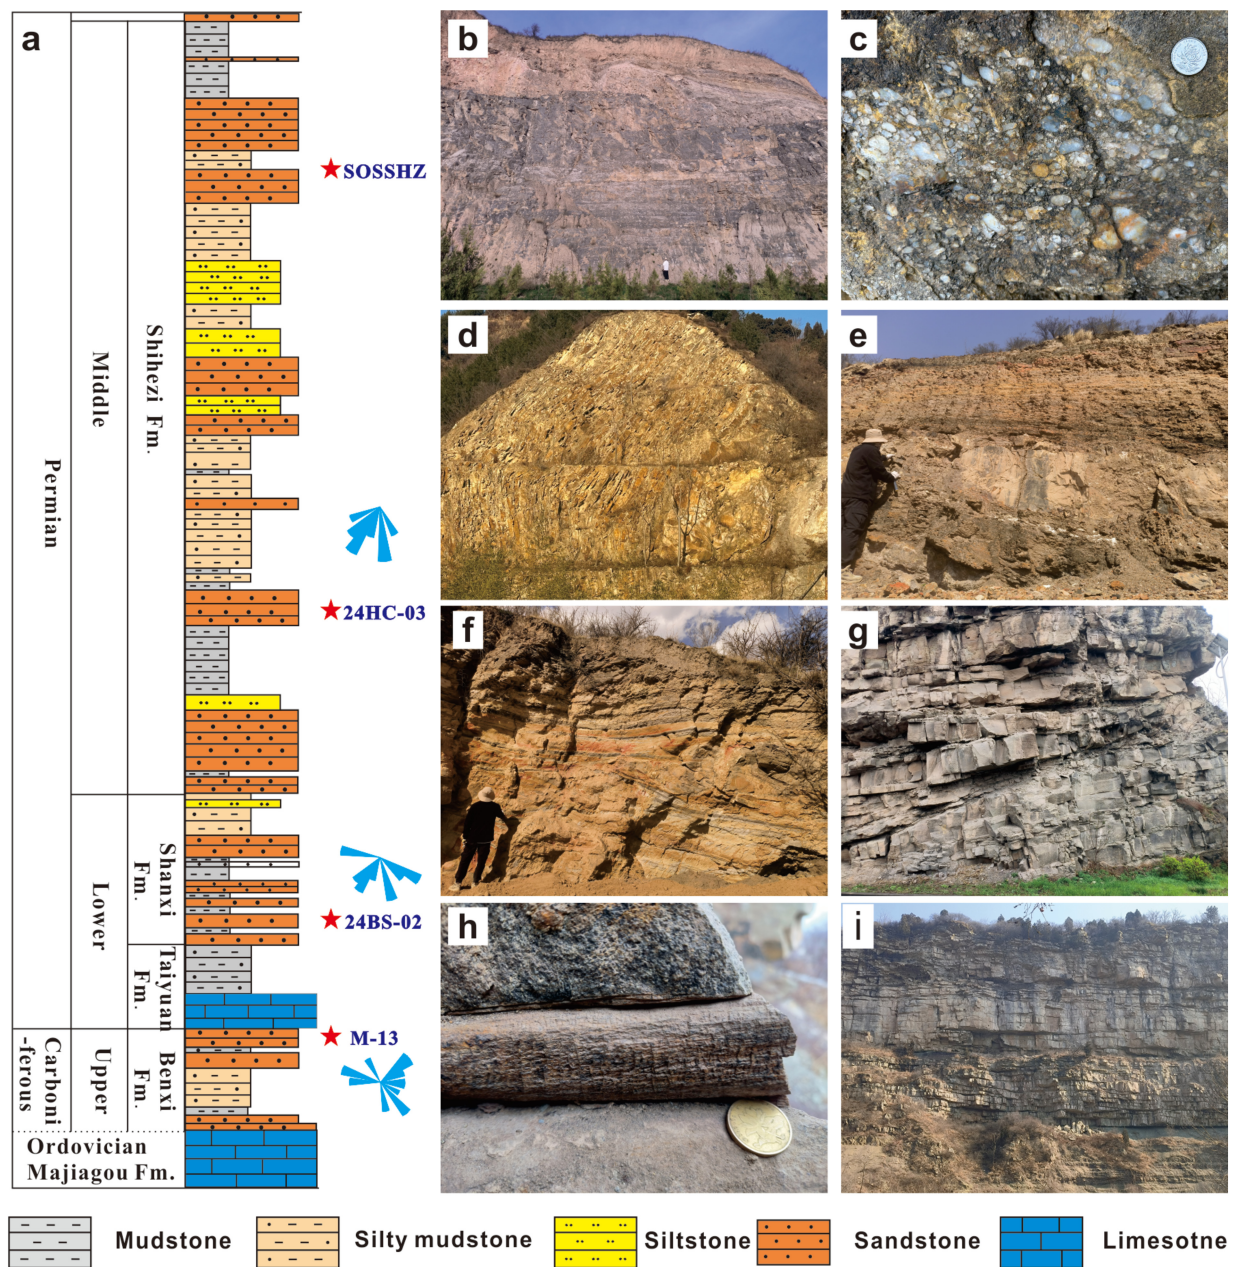 a
b
c
d
e
f
g
h
i
SOSSHZ
24HC-03
24BS-02
M-13
Permian
Middle
Lower
Shihezi Fm.
Shanxi
Fm.
Taiyuan
Fm.
Carboni
-ferous
Upper
Benxi
Fm.
Ordovician
Majiagou Fm.
Mudstone
Silty mudstone
Siltstone
Sandstone
Limesotne